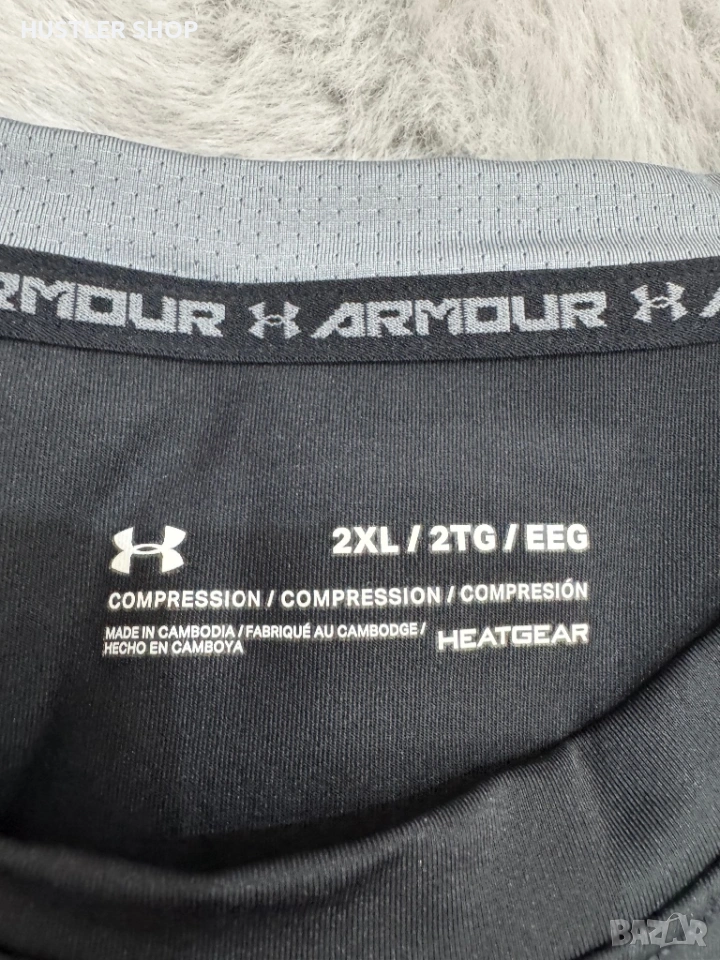 HUSTLER SHOP
ARMOUR ARMOUR A
2XL / 2TG / EEG
COMPRESSION / COMPRESSION / COMPRESIÓN
MADE IN CAMBODIA / FABRIQUÉ AU CAMBODGE /
HECHO EN CAMBOYA
HEATGEAR
BAZAR